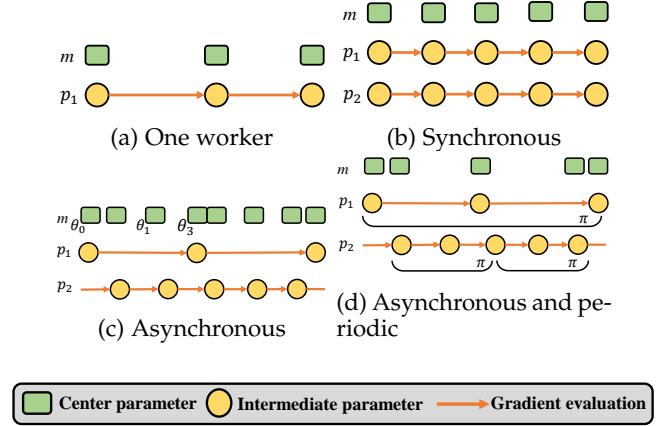 m
p₁
(a) One worker
m
p₁
p₂
(b) Synchronous
m θ₀ θ₁ θ₃
p₁
p₂
(c) Asynchronous
m
p₁
π
p₂
π π
(d) Asynchronous and pe-
riodic
Center parameter Intermediate parameter Gradient evaluation